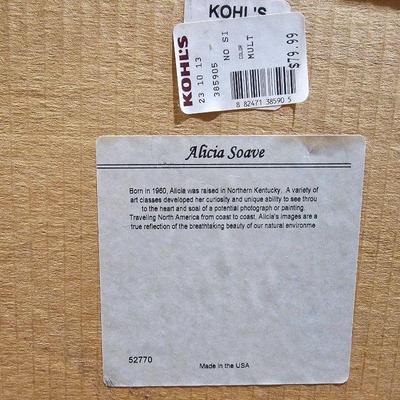 KOHL'S
KOHL'S
23 10 13
385905
NO SI
COLOR
MULT
$79.99
8 82471 38590 5
Alicia Soave
Born in 1960, Alicia was raised in Northern Kentucky. A variety of
art classes developed her curiosity and unique ability to see throu
to the heart and soal of a potential photograph or painting.
Traveling North America from coast to coast, Alicia's images are a
true reflection of the breathtaking beauty of our natural environme
52770
Made in the USA